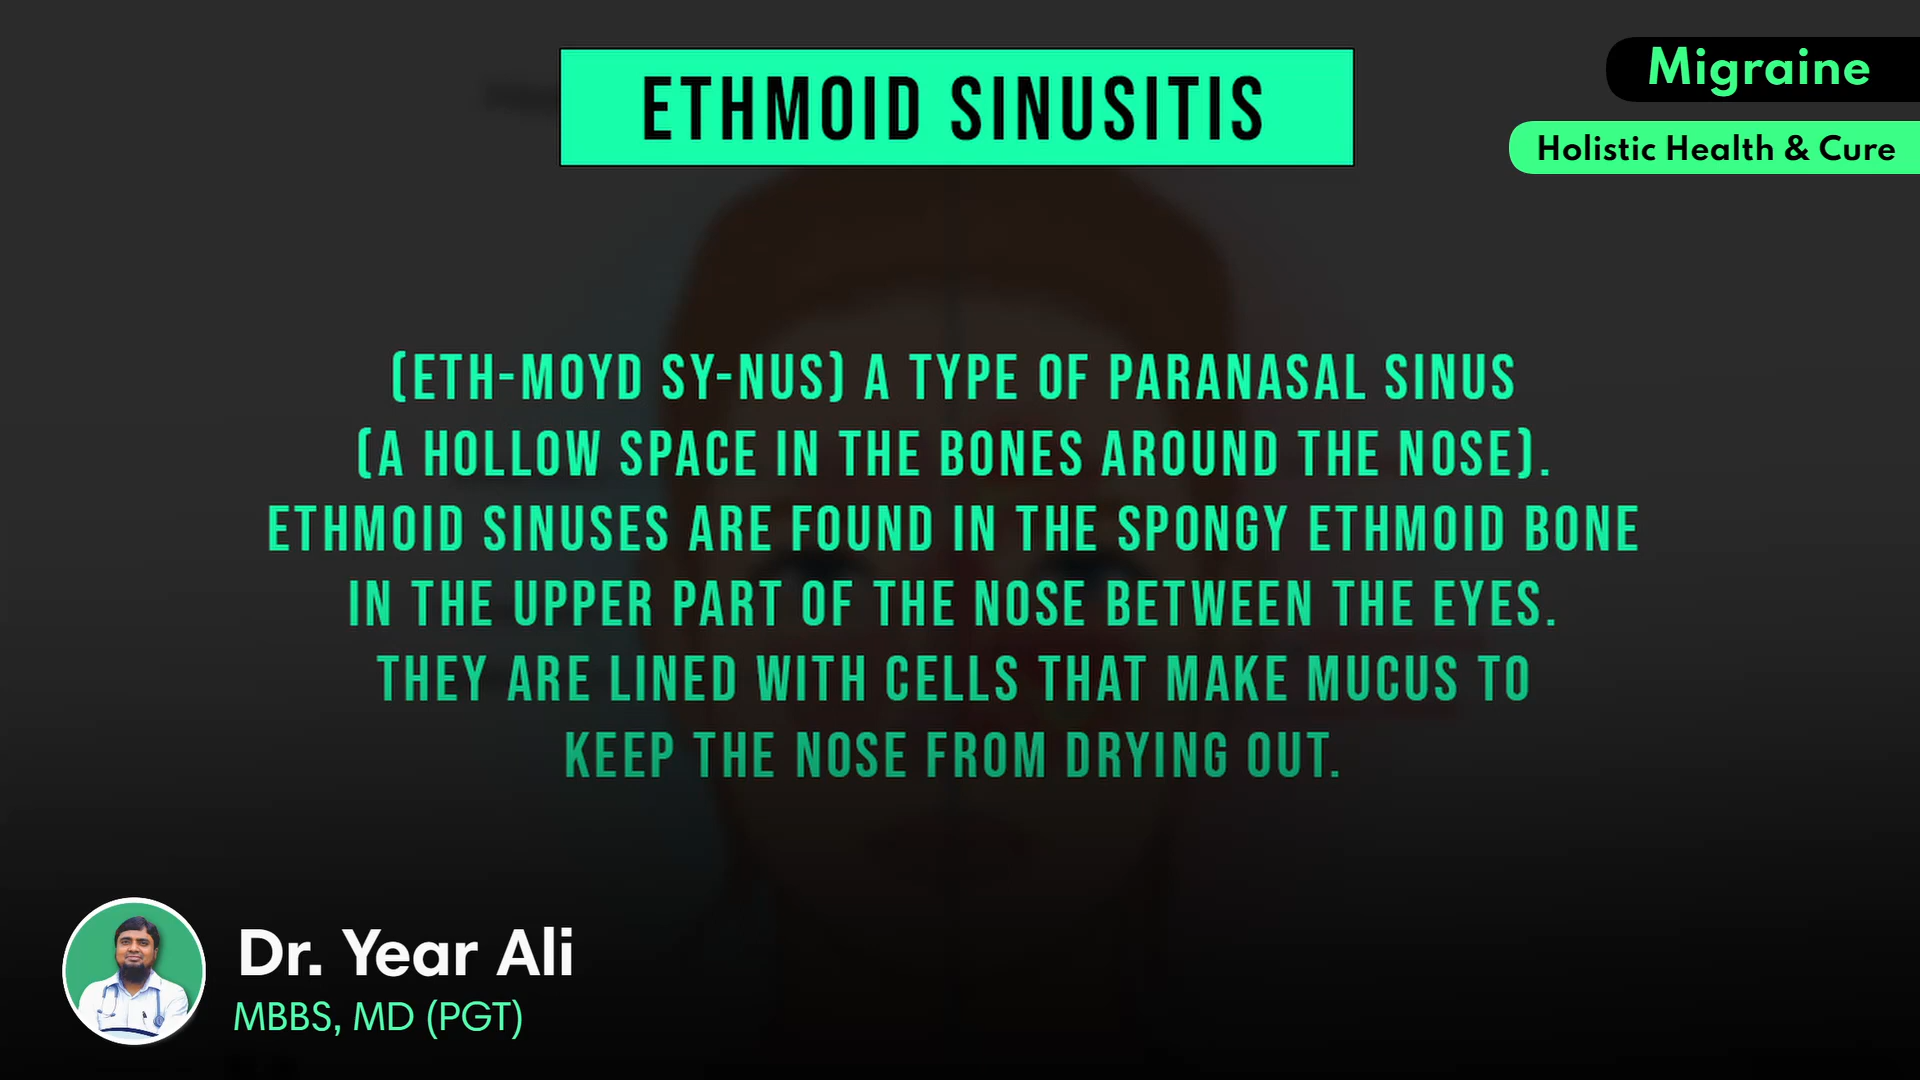 ETHMOID SINUSITIS
Migraine
Holistic Health & Cure
(ETH-MOYD SY-NUS) A TYPE OF PARANASAL SINUS
(A HOLLOW SPACE IN THE BONES AROUND THE NOSE).
ETHMOID SINUSES ARE FOUND IN THE SPONGY ETHMOID BONE
IN THE UPPER PART OF THE NOSE BETWEEN THE EYES.
THEY ARE LINED WITH CELLS THAT MAKE MUCUS TO
KEEP THE NOSE FROM DRYING OUT.
Dr. Year Ali
MBBS, MD (PGT)